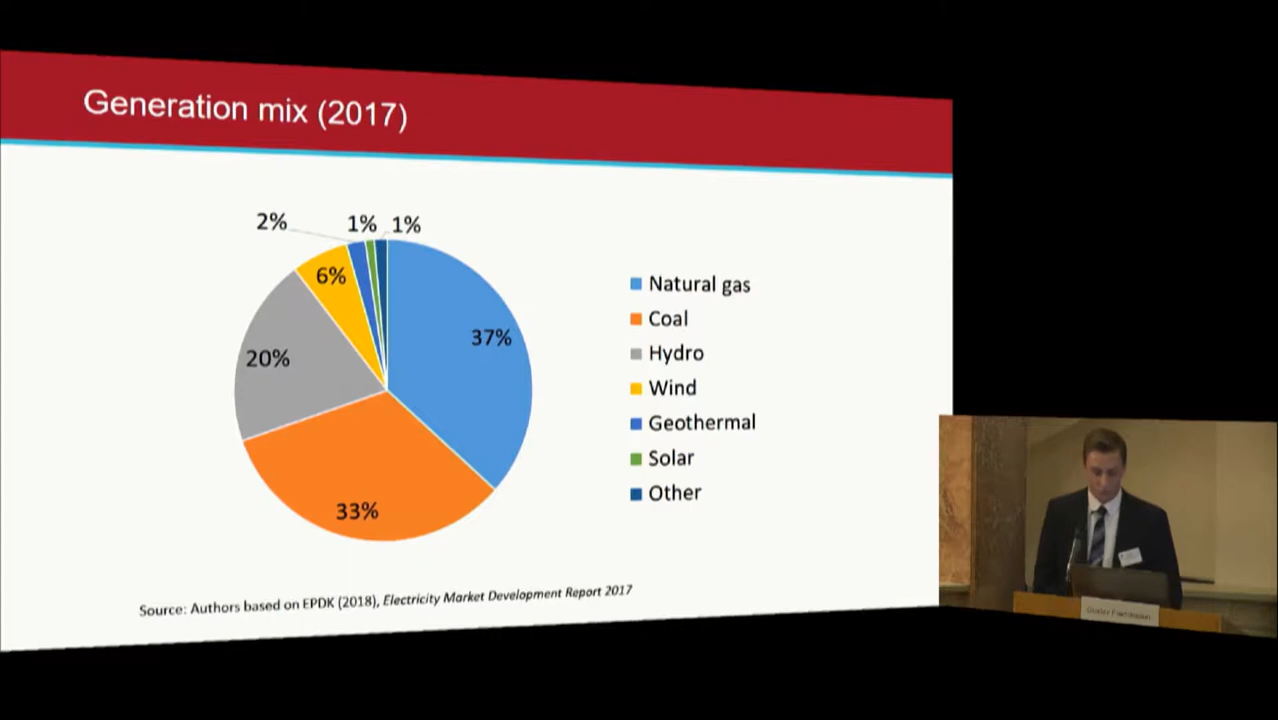 Generation mix (2017)
2%
1%
1%
6%
37%
20%
33%
Natural gas
Coal
Hydro
Wind
Geothermal
Solar
Other
Source: Authors based on EPDK (2018), Electricity Market Development Report 2017